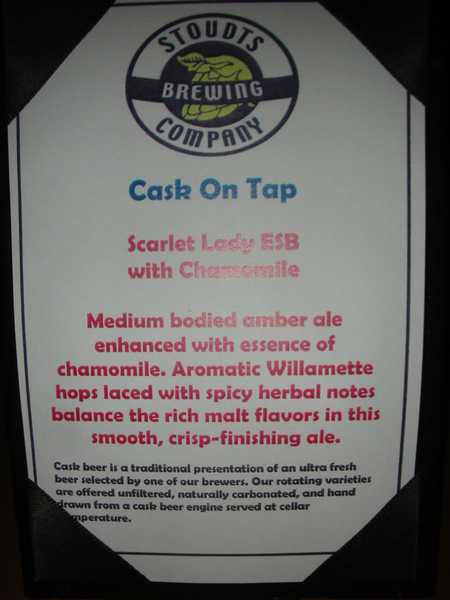 STOUDTS
BREWING
COMPANY
Cask On Tap
Scarlet Lady ESB
with Chamomile
Medium bodied amber ale
enhanced with essence of
chamomile. Aromatic Willamette
hops laced with spicy herbal notes
balance the rich malt flavors in this
smooth, crisp-finishing ale.
Cask beer is a traditional presentation of an ultra fresh
beer selected by one of our brewers. Our rotating varieties
are offered unfiltered, naturally carbonated, and hand
drawn from a cask beer engine served at cellar
mperature.